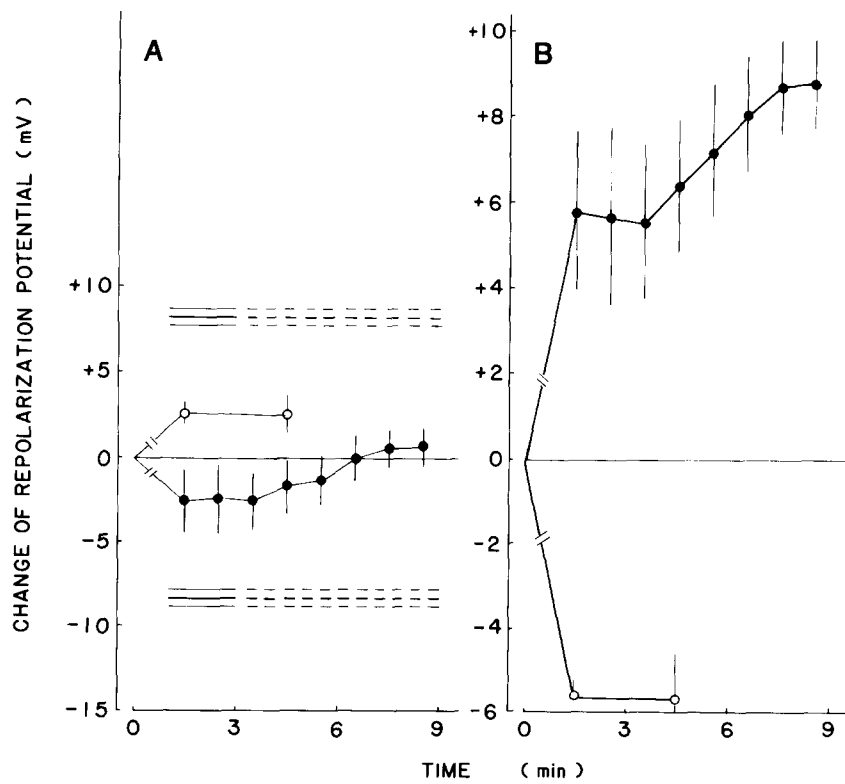 CHANGE OF REPOLARIZATION POTENTIAL (mV)
A
+10
+5
0
-5
-10
-15
0 3 6 9
B
+10
+8
+6
+4
+2
0
-2
-4
-6
0 3 6 9
TIME (min)